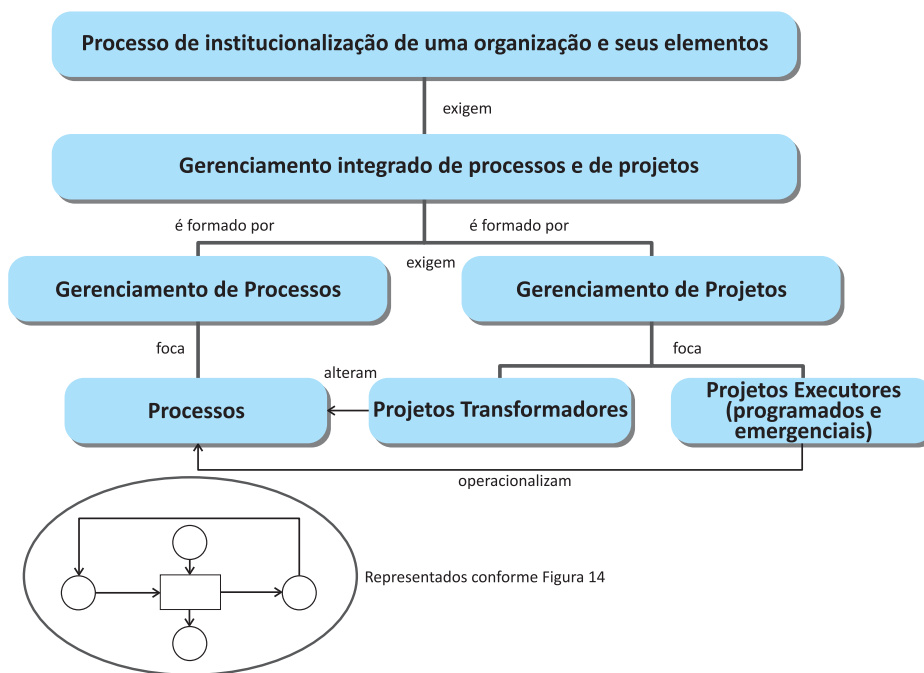 Processo de institucionalização de uma organização e seus elementos
exigem
Gerenciamento integrado de processos e de projetos
é formado por
é formado por
exigem
Gerenciamento de Processos
Gerenciamento de Projetos
foca
foca
alteram
Processos
Projetos Transformadores
Projetos Executores
(programados e
emergenciais)
operacionalizam
Representados conforme Figura 14